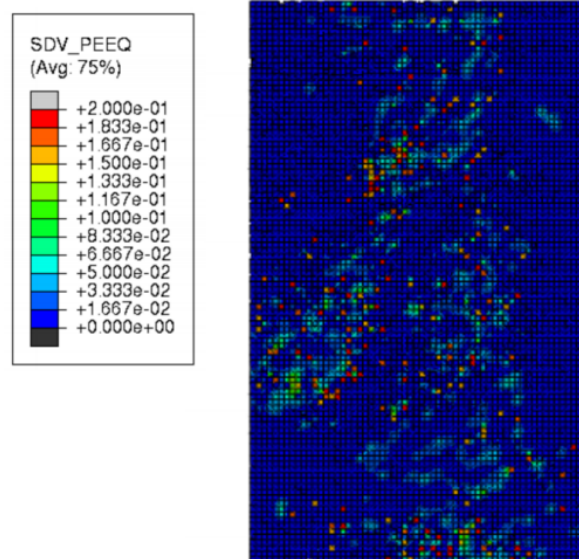 SDV_PEEQ
(Avg: 75%)
+2.000e-01
+1.833e-01
+1.667e-01
+1.500e-01
+1.333e-01
+1.167e-01
+1.000e-01
+8.333e-02
+6.667e-02
+5.000e-02
+3.333e-02
+1.667e-02
+0.000e+00